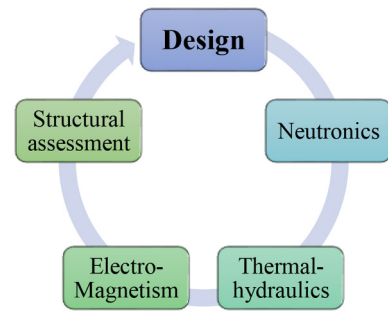 Design
Neutronics
Thermal-
hydraulics
Electro-
Magnetism
Structural
assessment